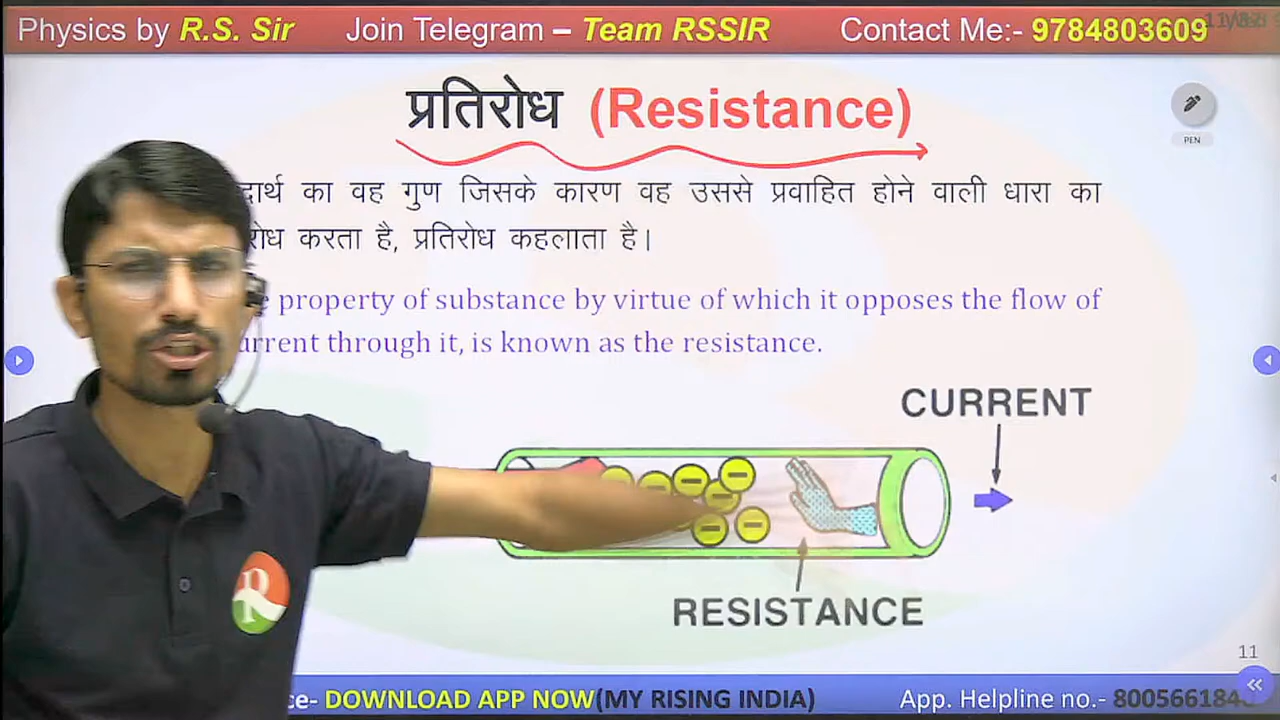 Physics by R.S. Sir Join Telegram – Team RSSIR Contact Me:- 9784803609
प्रतिरोध (Resistance)
PEN
का वह गुण जिसके कारण वह उससे प्रवाहित होने वाली धारा का
करता है, प्रतिरोध कहलाता है।
property of substance by virtue of which it opposes the flow of
through it, is known as the resistance.
CURRENT
RESISTANCE
11
DOWNLOAD APP NOW(MY RISING INDIA) App. Helpline no.-